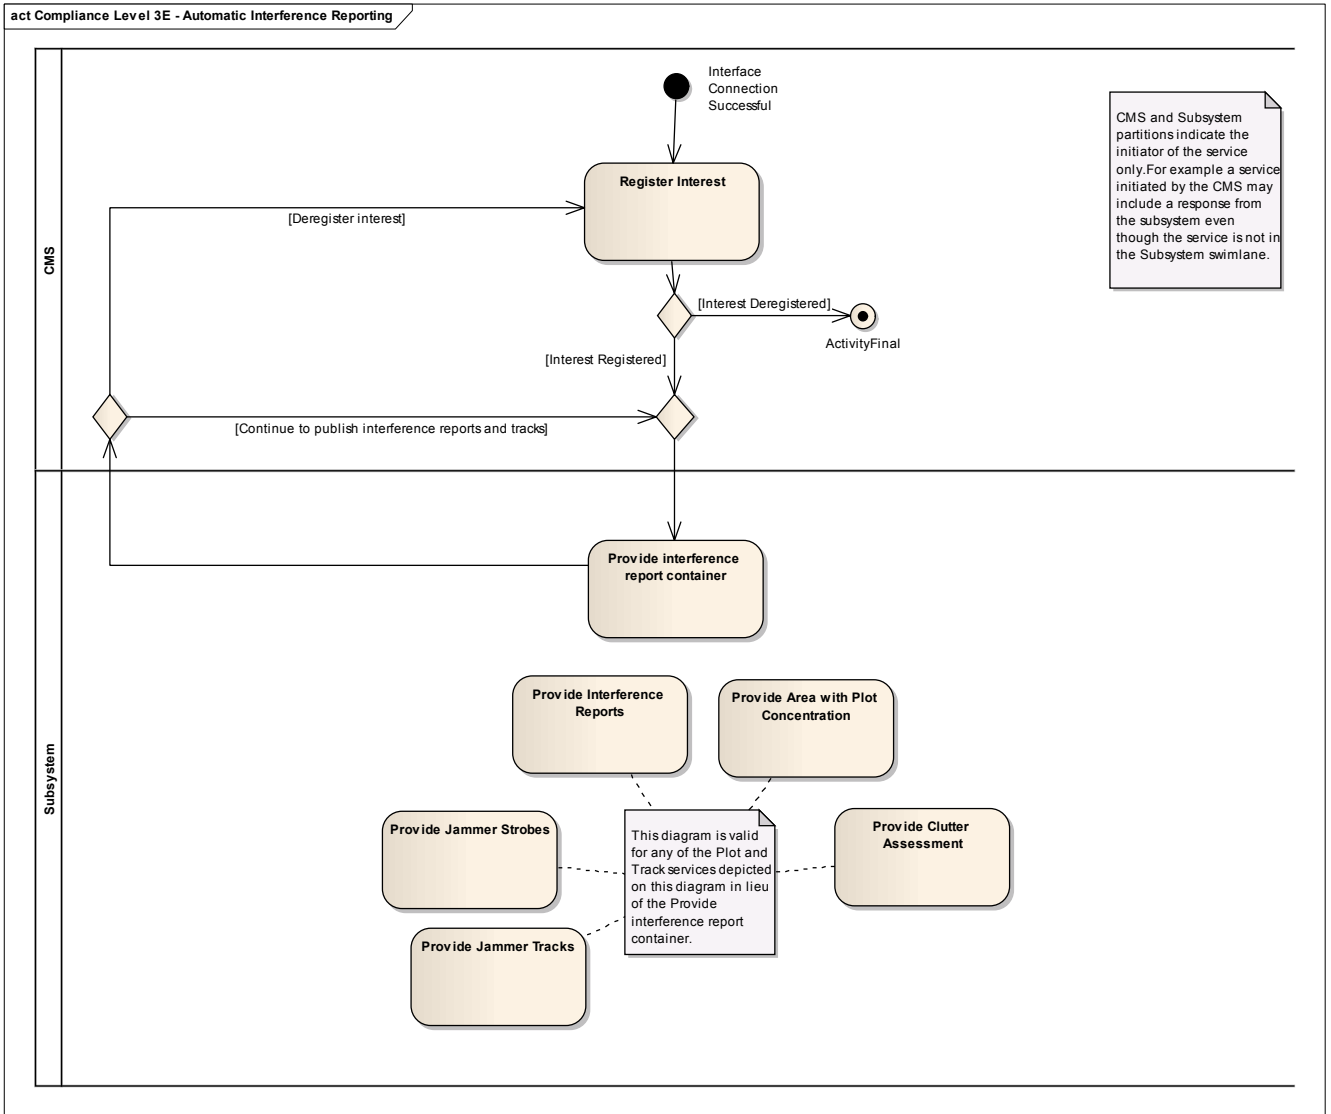 act Compliance Level 3E - Automatic Interference Reporting
Interface
Connection
Successful
CMS and Subsystem
partitions indicate the
initiator of the service
only.For example a service
initiated by the CMS may
include a response from
the subsystem even
though the service is not in
the Subsystem swimlane.
Register Interest
[Deregister interest]
CMS
[Interest Deregistered]
ActivityFinal
[Interest Registered]
[Continue to publish interference reports and tracks]
Provide interference
report container
Subsystem
Provide Interference
Reports
Provide Area with Plot
Concentration
Provide Jammer Strobes
This diagram is valid
for any of the Plot and
Track services depicted
on this diagram in lieu
of the Provide
interference report
container.
Provide Clutter
Assessment
Provide Jammer Tracks